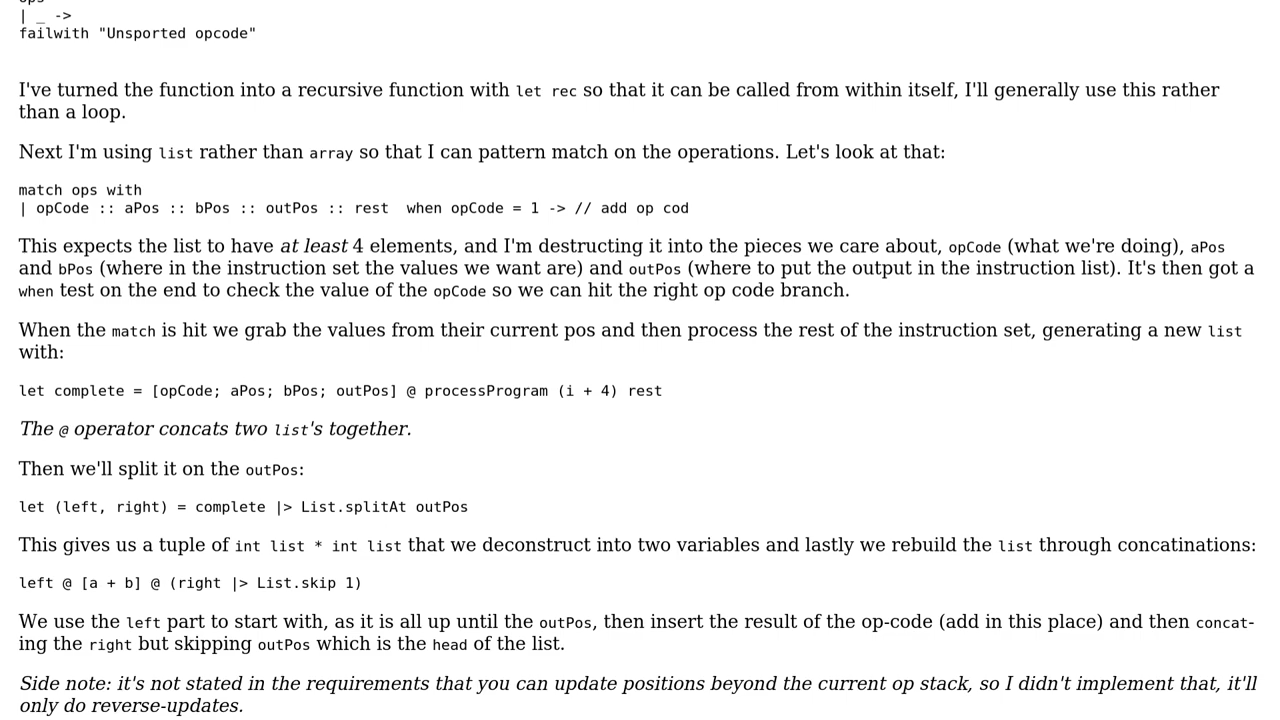 ops
| _ ->
failwith "Unsported opcode"
I've turned the function into a recursive function with let rec so that it can be called from within itself, I'll generally use this rather
than a loop.
Next I'm using list rather than array so that I can pattern match on the operations. Let's look at that:
match ops with
| opCode :: aPos :: bPos :: outPos :: rest  when opCode = 1 -> // add op cod
This expects the list to have at least 4 elements, and I'm destructing it into the pieces we care about, opCode (what we're doing), aPos
and bPos (where in the instruction set the values we want are) and outPos (where to put the output in the instruction list). It's then got a
when test on the end to check the value of the opCode so we can hit the right op code branch.
When the match is hit we grab the values from their current pos and then process the rest of the instruction set, generating a new list
with:
let complete = [opCode; aPos; bPos; outPos] @ processProgram (i + 4) rest
The @ operator concats two list's together.
Then we'll split it on the outPos:
let (left, right) = complete |> List.splitAt outPos
This gives us a tuple of int list * int list that we deconstruct into two variables and lastly we rebuild the list through concatinations:
left @ [a + b] @ (right |> List.skip 1)
We use the left part to start with, as it is all up until the outPos, then insert the result of the op-code (add in this place) and then concat-
ing the right but skipping outPos which is the head of the list.
Side note: it's not stated in the requirements that you can update positions beyond the current op stack, so I didn't implement that, it'll
only do reverse-updates.